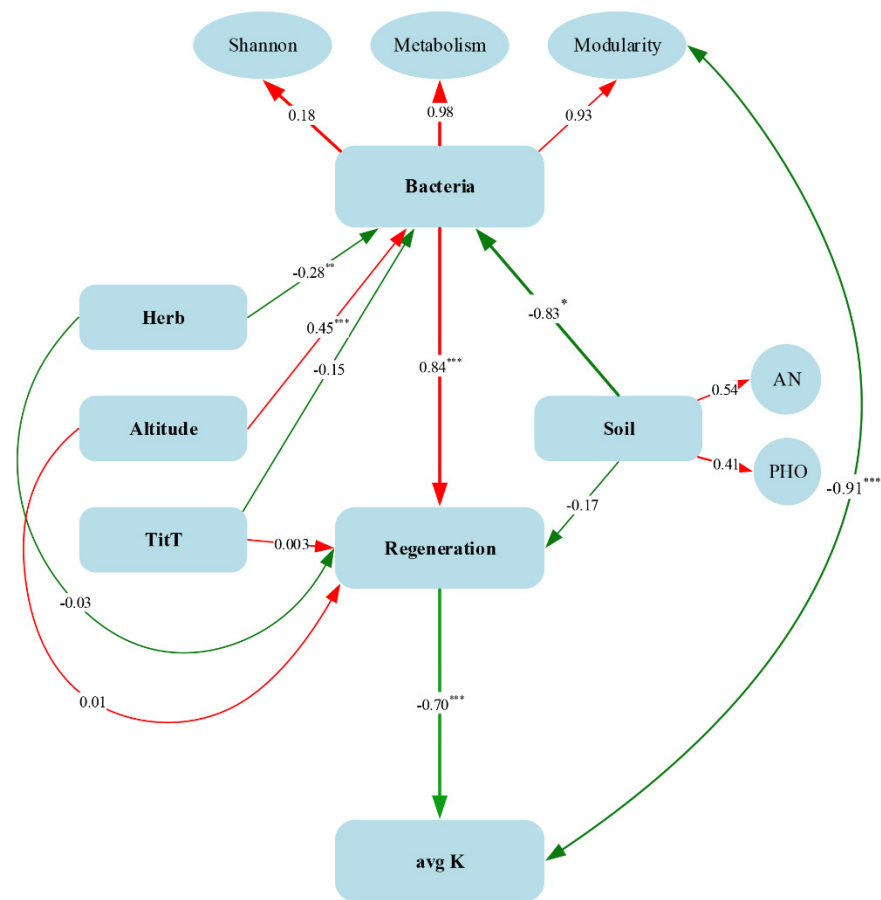 Shannon
Metabolism
Modularity
0.18
0.98
0.93
Bacteria
-0.28**
Herb
0.45***
-0.83*
-0.15
0.84***
AN
0.54
Altitude
Soil
0.41
PHO
-0.91***
-0.17
TitT
0.003
Regeneration
-0.03
0.01
-0.70***
avg K